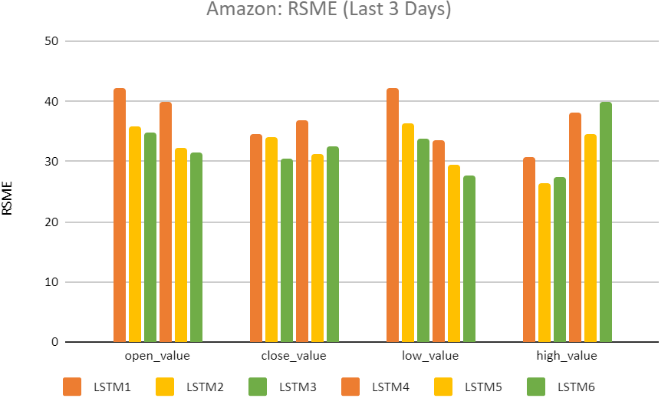 Amazon: RSME (Last 3 Days)
50
40
30
20
10
0
RSME
open_value close_value low_value high_value
LSTM1 LSTM2 LSTM3 LSTM4 LSTM5 LSTM6